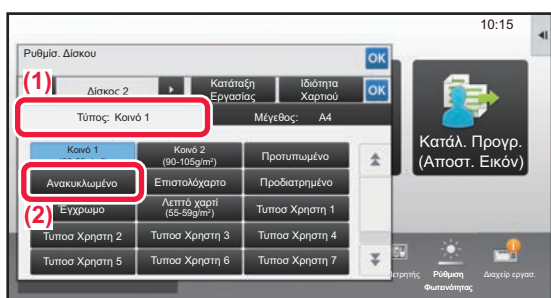 10:15
Ρυθμίσ. Δίσκου
OK
(1)
Δίσκος 2
Κατάταξη
Εργασίας
Ιδιότητα
Χαρτιού
OK
Τύπος: Κοινό 1
Μέγεθος: A4
Κοινό 1
Κοινό 2
(90-105g/m²)
Προτυπωμένο
Ανακυκλωμένο
Επιστολόχαρτο
Προδιατρημένο
(2)
Έγχρωμο
Λεπτό χαρτί
(55-59g/m²)
Τυποσ Χρηστη 1
Τυποσ Χρηστη 2
Τυποσ Χρηστη 3
Τυποσ Χρηστη 4
Τυποσ Χρηστη 5
Τυποσ Χρηστη 6
Τυποσ Χρηστη 7
Κατάλ. Προγρ.
(Αποστ. Εικόν)
Ρύθμιση
Φωτεινότητας
Διαχείρ εργασ.